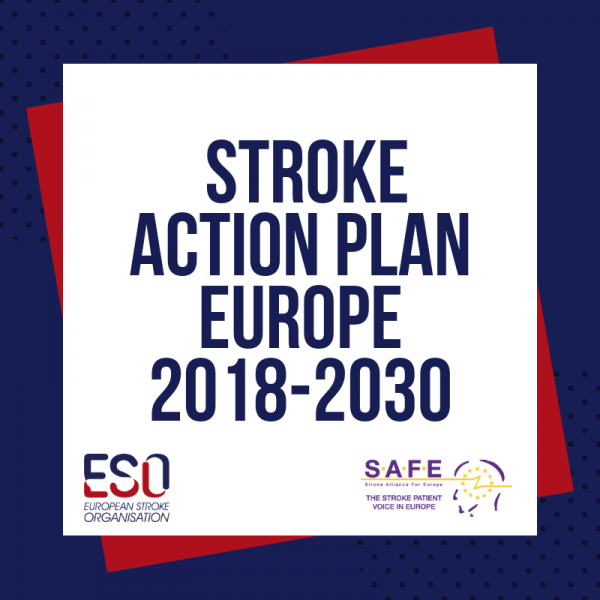 STROKE
ACTION PLAN
EUROPE
2018-2030
ESO
EUROPEAN STROKE
ORGANISATION
S·A·F·E
Stroke Alliance For Europe
THE STROKE PATIENT
VOICE IN EUROPE